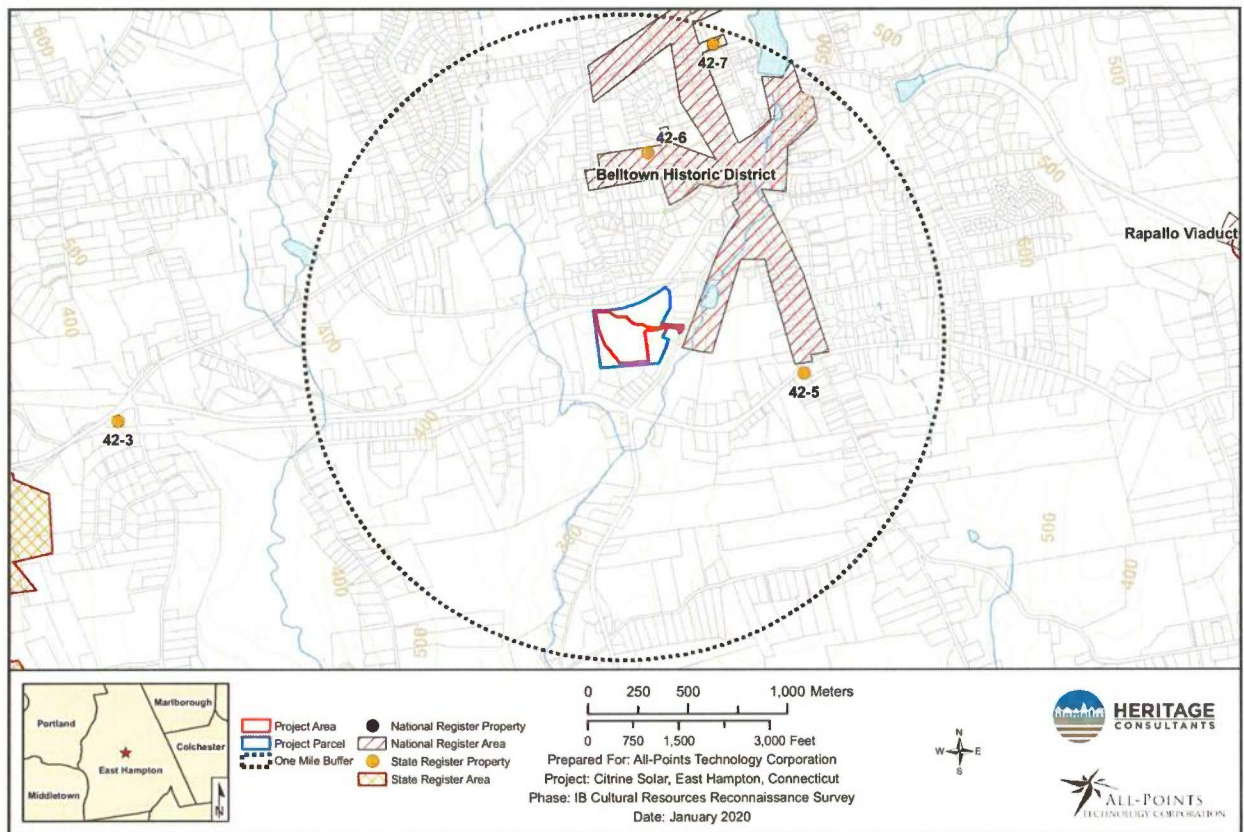 600
500
500
42-7
500
42-6
500
Belltown Historic District
Rapallo Viaduct
500
600
400
400
42-5
42-3
400
300
500
400
400
500
0 250 500 1,000 Meters
0 750 1,500 3,000 Feet
Portland
Marlborough
Colchester
East Hampton
Middletown
N
Project Area
Project Parcel
One Mile Buffer
National Register Property
National Register Area
State Register Property
State Register Area
Prepared For: All-Points Technology Corporation
Project: Citrine Solar, East Hampton, Connecticut
Phase: IB Cultural Resources Reconnaissance Survey
Date: January 2020
N
W E
S
HERITAGE
CONSULTANTS
ALL-POINTS
TECHNOLOGY CORPORATION